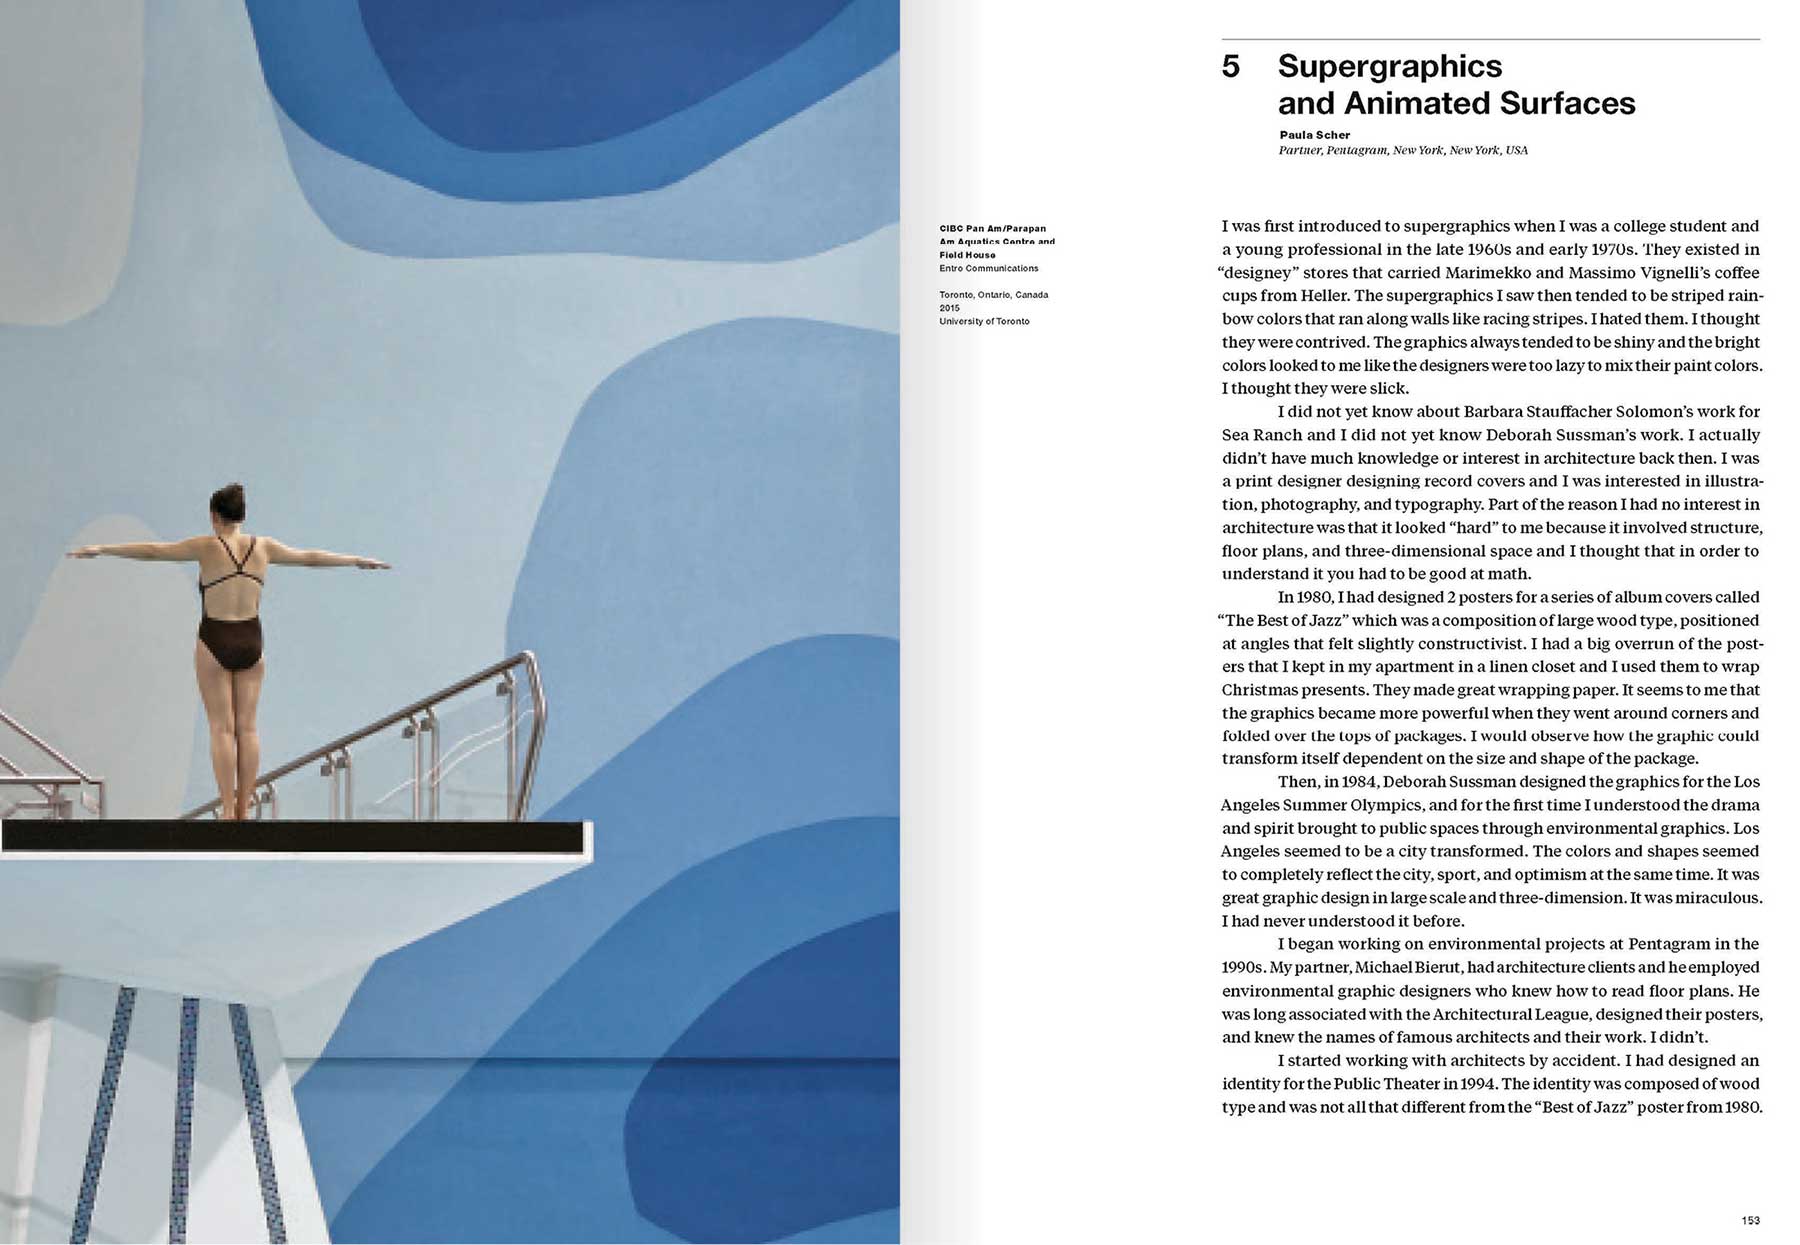 5 Supergraphics
and Animated Surfaces
Paula Scher
Partner, Pentagram, New York, New York, USA
CIBC Pan Am/Parapan
Am Aquatics Centre and
Field House
Entro Communications
Toronto, Ontario, Canada
2015
University of Toronto
I was first introduced to supergraphics when I was a college student and
a young professional in the late 1960s and early 1970s. They existed in
“designey” stores that carried Marimekko and Massimo Vignelli’s coffee
cups from Heller. The supergraphics I saw then tended to be striped rain-
bow colors that ran along walls like racing stripes. I hated them. I thought
they were contrived. The graphics always tended to be shiny and the bright
colors looked to me like the designers were too lazy to mix their paint colors.
I thought they were slick.
I did not yet know about Barbara Stauffacher Solomon’s work for
Sea Ranch and I did not yet know Deborah Sussman’s work. I actually
didn’t have much knowledge or interest in architecture back then. I was
a print designer designing record covers and I was interested in illustra-
tion, photography, and typography. Part of the reason I had no interest in
architecture was that it looked “hard” to me because it involved structure,
floor plans, and three-dimensional space and I thought that in order to
understand it you had to be good at math.
In 1980, I had designed 2 posters for a series of album covers called
“The Best of Jazz” which was a composition of large wood type, positioned
at angles that felt slightly constructivist. I had a big overrun of the post-
ers that I kept in my apartment in a linen closet and I used them to wrap
Christmas presents. They made great wrapping paper. It seems to me that
the graphics became more powerful when they went around corners and
folded over the tops of packages. I would observe how the graphic could
transform itself dependent on the size and shape of the package.
Then, in 1984, Deborah Sussman designed the graphics for the Los
Angeles Summer Olympics, and for the first time I understood the drama
and spirit brought to public spaces through environmental graphics. Los
Angeles seemed to be a city transformed. The colors and shapes seemed
to completely reflect the city, sport, and optimism at the same time. It was
great graphic design in large scale and three-dimension. It was miraculous.
I had never understood it before.
I began working on environmental projects at Pentagram in the
1990s. My partner, Michael Bierut, had architecture clients and he employed
environmental graphic designers who knew how to read floor plans. He
was long associated with the Architectural League, designed their posters,
and knew the names of famous architects and their work. I didn’t.
I started working with architects by accident. I had designed an
identity for the Public Theater in 1994. The identity was composed of wood
type and was not all that different from the “Best of Jazz” poster from 1980.
153